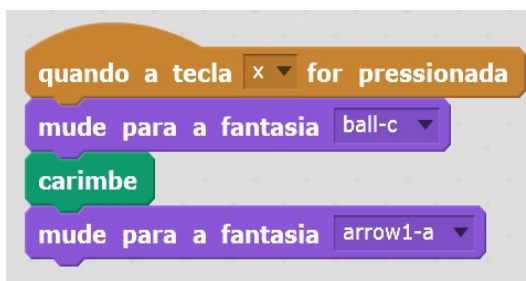 quando a tecla x for pressionada
mude para a fantasia ball-c
carimbe
mude para a fantasia arrow1-a